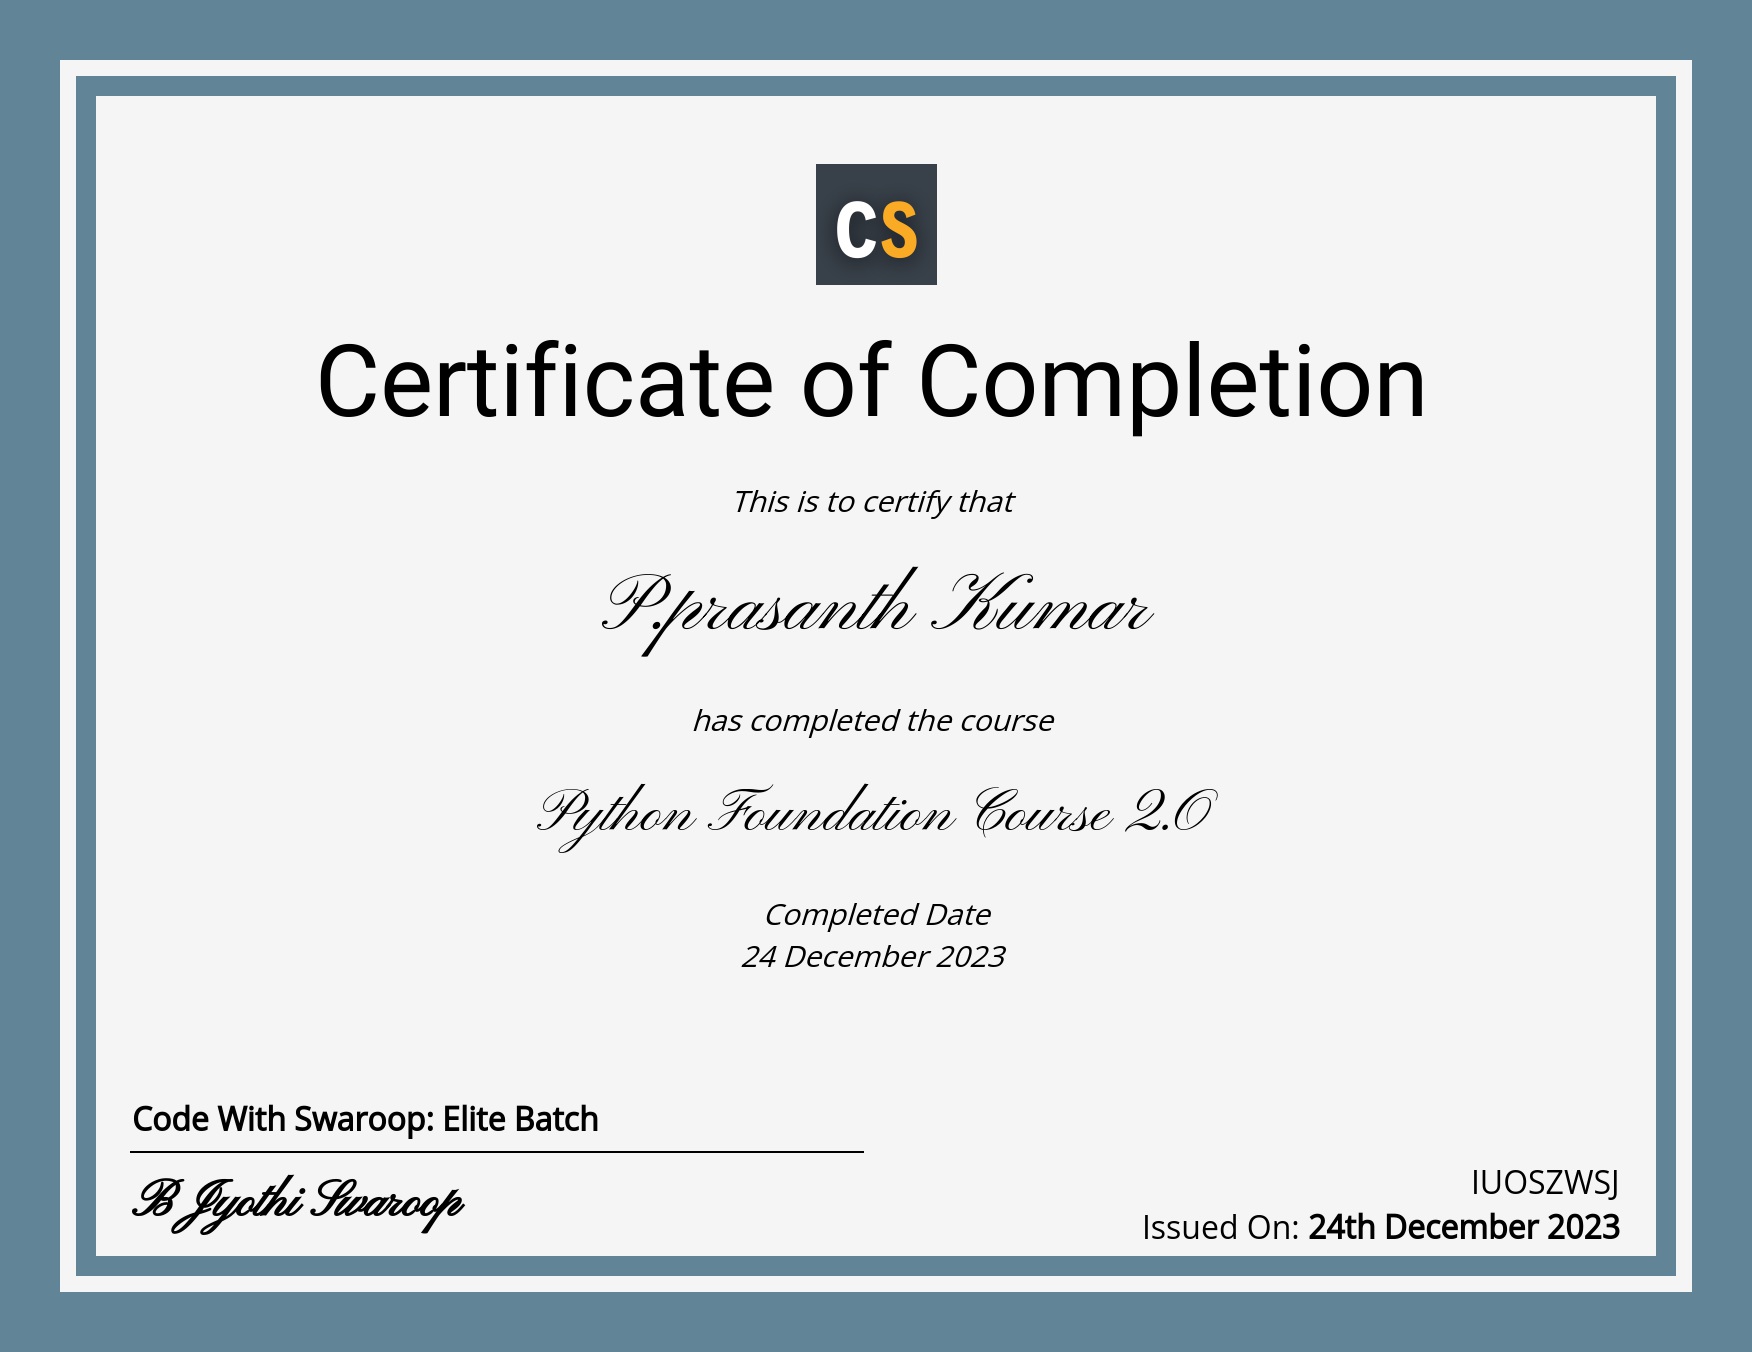 CS
Certificate of Completion
This is to certify that
P.prasanth Kumar
has completed the course
Python Foundation Course 2.0
Completed Date
24 December 2023
Code With Swaroop: Elite Batch
B Jyothi Swaroop
IUOSZWSJ
Issued On: 24th December 2023